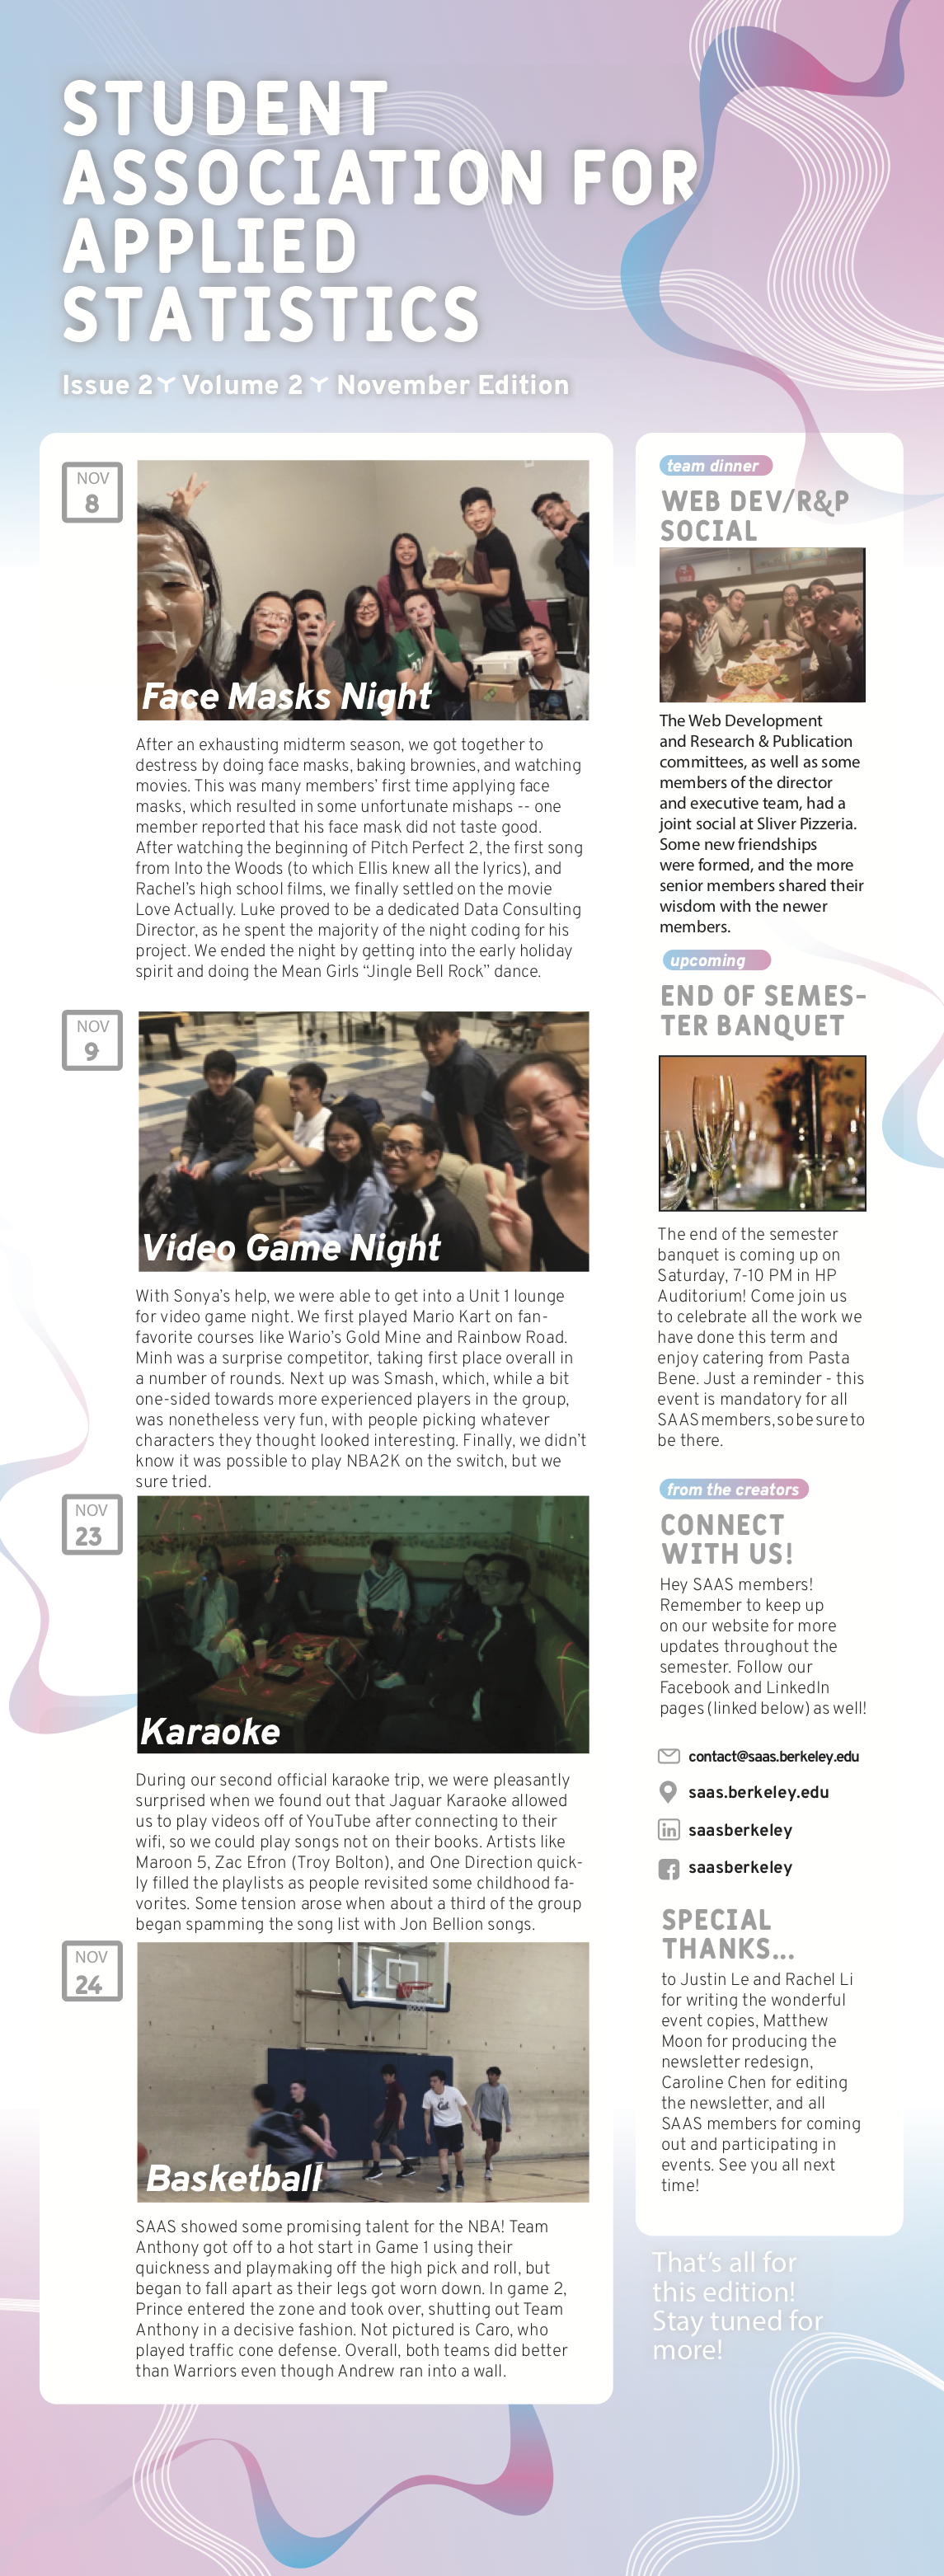 STUDENT
ASSOCIATION FOR
APPLIED
STATISTICS
Issue 2 Volume 2 November Edition
NOV
8
Face Masks Night
After an exhausting midterm season, we got together to
destress by doing face masks, baking brownies, and watching
movies. This was many members’ first time applying face
masks, which resulted in some unfortunate mishaps -- one
member reported that his face mask did not taste good.
After watching the beginning of Pitch Perfect 2, the first song
from Into the Woods (to which Ellis knew all the lyrics), and
Rachel’s high school films, we finally settled on the movie
Love Actually. Luke proved to be a dedicated Data Consulting
Director, as he spent the majority of the night coding for his
project. We ended the night by getting into the early holiday
spirit and doing the Mean Girls “Jingle Bell Rock” dance.
NOV
9
Video Game Night
With Sonya’s help, we were able to get into a Unit 1 lounge
for video game night. We first played Mario Kart on fan-
favorite courses like Wario’s Gold Mine and Rainbow Road.
Minh was a surprise competitor, taking first place overall in
a number of rounds. Next up was Smash, which, while a bit
one-sided towards more experienced players in the group,
was nonetheless very fun, with people picking whatever
characters they thought looked interesting. Finally, we didn’t
know it was possible to play NBA2K on the switch, but we
sure tried.
NOV
23
Karaoke
During our second official karaoke trip, we were pleasantly
surprised when we found out that Jaguar Karaoke allowed
us to play videos off of YouTube after connecting to their
wifi, so we could play songs not on their books. Artists like
Maroon 5, Zac Efron (Troy Bolton), and One Direction quick-
ly filled the playlists as people revisited some childhood fa-
vorites. Some tension arose when about a third of the group
began spamming the song list with Jon Bellion songs.
NOV
24
Basketball
SAAS showed some promising talent for the NBA! Team
Anthony got off to a hot start in Game 1 using their
quickness and playmaking off the high pick and roll, but
began to fall apart as their legs got worn down. In game 2,
Prince entered the zone and took over, shutting out Team
Anthony in a decisive fashion. Not pictured is Caro, who
played traffic cone defense. Overall, both teams did better
than Warriors even though Andrew ran into a wall.
team dinner
WEB DEV/R&P
SOCIAL
The Web Development
and Research & Publication
committees, as well as some
members of the director
and executive team, had a
joint social at Sliver Pizzeria.
Some new friendships
were formed, and the more
senior members shared their
wisdom with the newer
members.
upcoming
END OF SEMES-
TER BANQUET
The end of the semester
banquet is coming up on
Saturday, 7-10 PM in HP
Auditorium! Come join us
to celebrate all the work we
have done this term and
enjoy catering from Pasta
Bene. Just a reminder - this
event is mandatory for all
SAAS members, so be sure to
be there.
from the creators
CONNECT
WITH US!
Hey SAAS members!
Remember to keep up
on our website for more
updates throughout the
semester. Follow our
Facebook and LinkedIn
pages (linked below) as well!
contact@saas.berkeley.edu
saas.berkeley.edu
saasberkeley
saasberkeley
SPECIAL
THANKS...
to Justin Le and Rachel Li
for writing the wonderful
event copies, Matthew
Moon for producing the
newsletter redesign,
Caroline Chen for editing
the newsletter, and all
SAAS members for coming
out and participating in
events. See you all next
time!
That’s all for
this edition!
Stay tuned for
more!